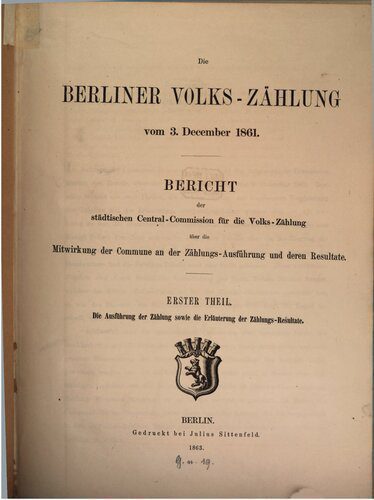 Die
BERLINER VOLKS-ZÄHLUNG
vom 3. December 1861.
BERICHT
der
städtischen Central-Commission für die Volks-Zählung
über die
Mitwirkung der Commune an der Zählungs-Ausführung und deren Resultate.
ERSTER THEIL.
Die Ausführung der Zählung sowie die Erläuterung der Zählungs-Resultate.
BERLIN.
Gedruckt bei Julius Sittenfeld.
1863.